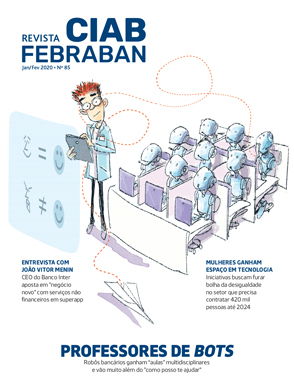 REVISTA CIAB
FEBRABAN
Jan/Fev 2020 • Nº 85
ENTREVISTA COM
JOÃO VITOR MENIN
CEO do Banco Inter
aposta em "negócio
novo" com serviços não
financeiros em superapp
MULHERES GANHAM
ESPAÇO EM TECNOLOGIA
Iniciativas buscam furar
bolha da desigualdade
no setor que precisa
contratar 420 mil
pessoas até 2024
PROFESSORES DE BOTS
Robôs bancários ganham "aulas" multidisciplinares
e vão muito além do "como posso te ajudar"